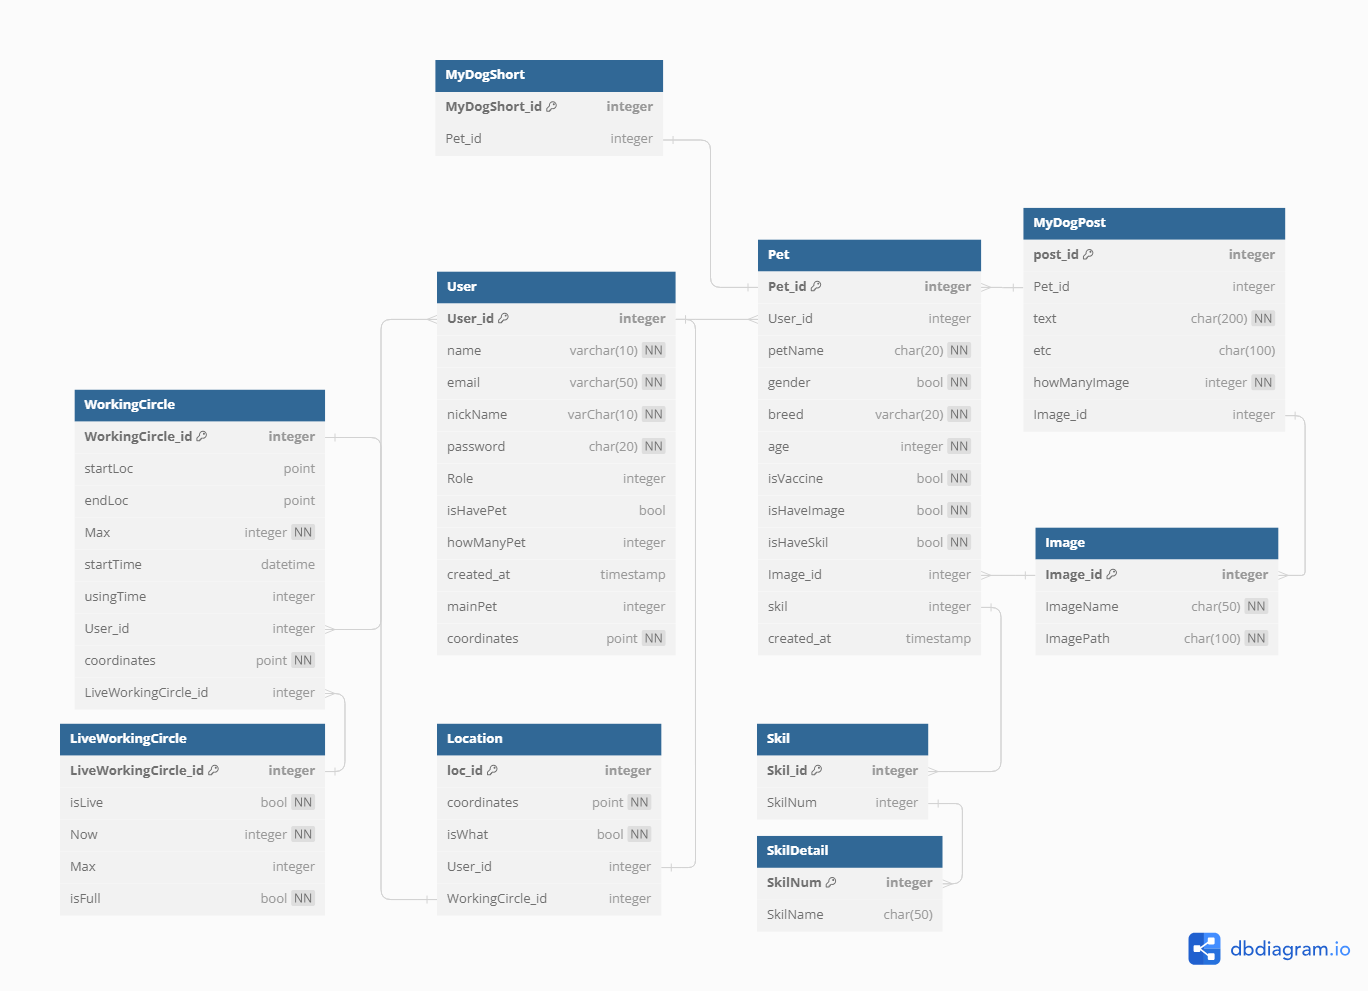 MyDogShort
MyDogShort_id integer
Pet_id integer
MyDogPost
post_id integer
Pet_id integer
text char(200) NN
etc char(100)
howManyImage integer NN
Image_id integer
Pet
Pet_id integer
User_id integer
petName char(20) NN
gender bool NN
breed varchar(20) NN
age integer NN
isVaccine bool NN
isHaveImage bool NN
isHaveSkil bool NN
Image_id integer
skil integer
created_at timestamp
User
User_id integer
name varchar(10) NN
email varchar(50) NN
nickName varChar(10) NN
password char(20) NN
Role integer
isHavePet bool
howManyPet integer
created_at timestamp
mainPet integer
coordinates point NN
WorkingCircle
WorkingCircle_id integer
startLoc point
endLoc point
Max integer NN
startTime datetime
usingTime integer
User_id integer
coordinates point NN
LiveWorkingCircle_id integer
Image
Image_id integer
ImageName char(50) NN
ImagePath char(100) NN
LiveWorkingCircle
LiveWorkingCircle_id integer
isLive bool NN
Now integer NN
Max integer
isFull bool NN
Location
loc_id integer
coordinates point NN
isWhat bool NN
User_id integer
WorkingCircle_id integer
Skil
Skil_id integer
SkilNum integer
SkilDetail
SkilNum integer
SkilName char(50)
dbdiagram.io